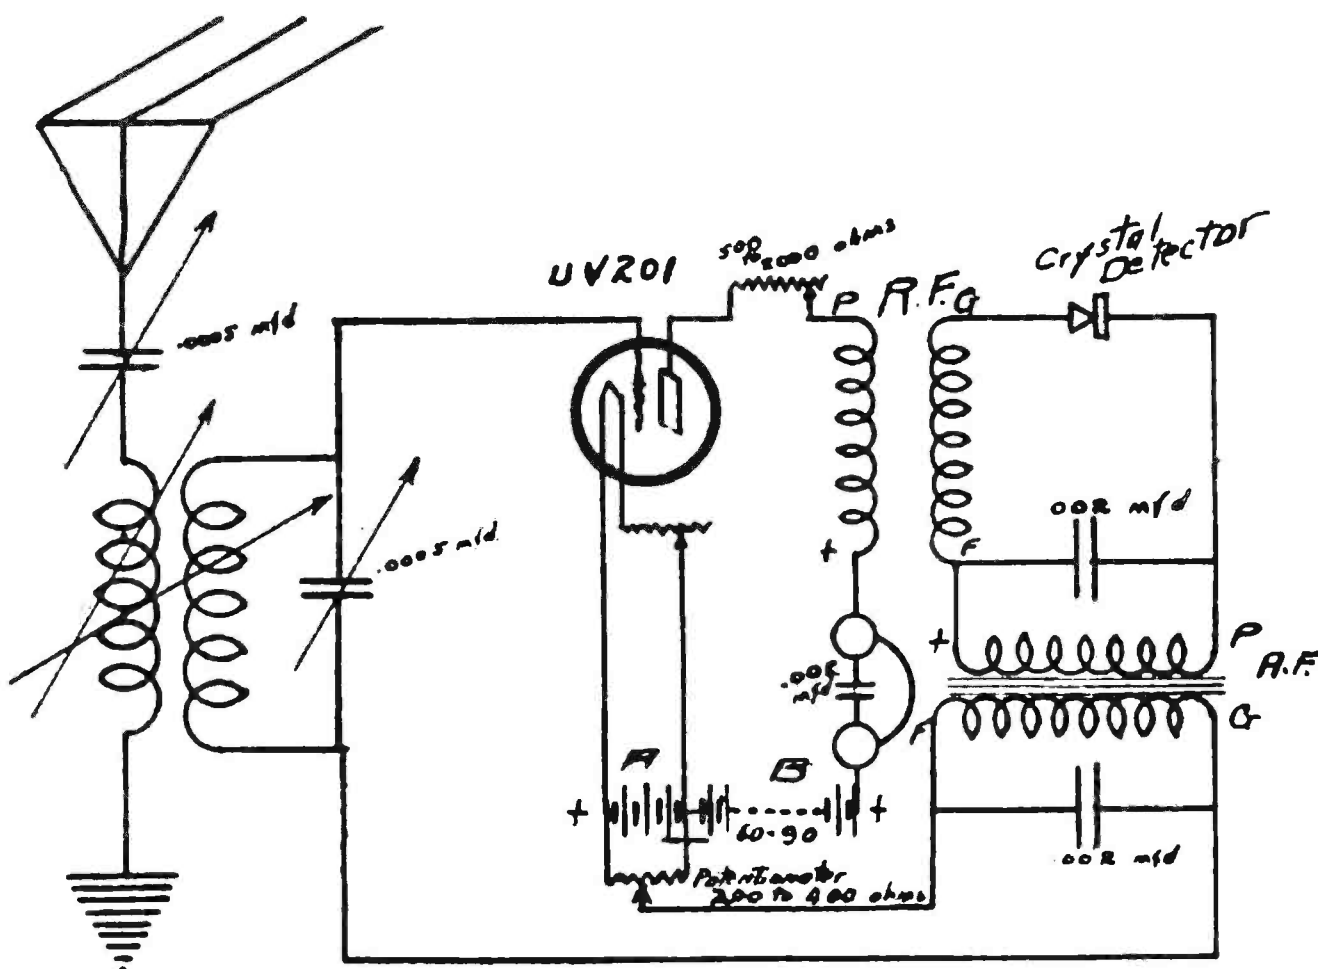 .0005 mfd
UV201
500
to
2000 ohms
P
R.F.
G
Crystal
Detector
.0005 mfd.
+
F
.002 mfd
.002
mfd
+
P
A.F.
F
G
A
B
+
+
60-90
Potentiometer
200 to 400 ohms
.002 mfd